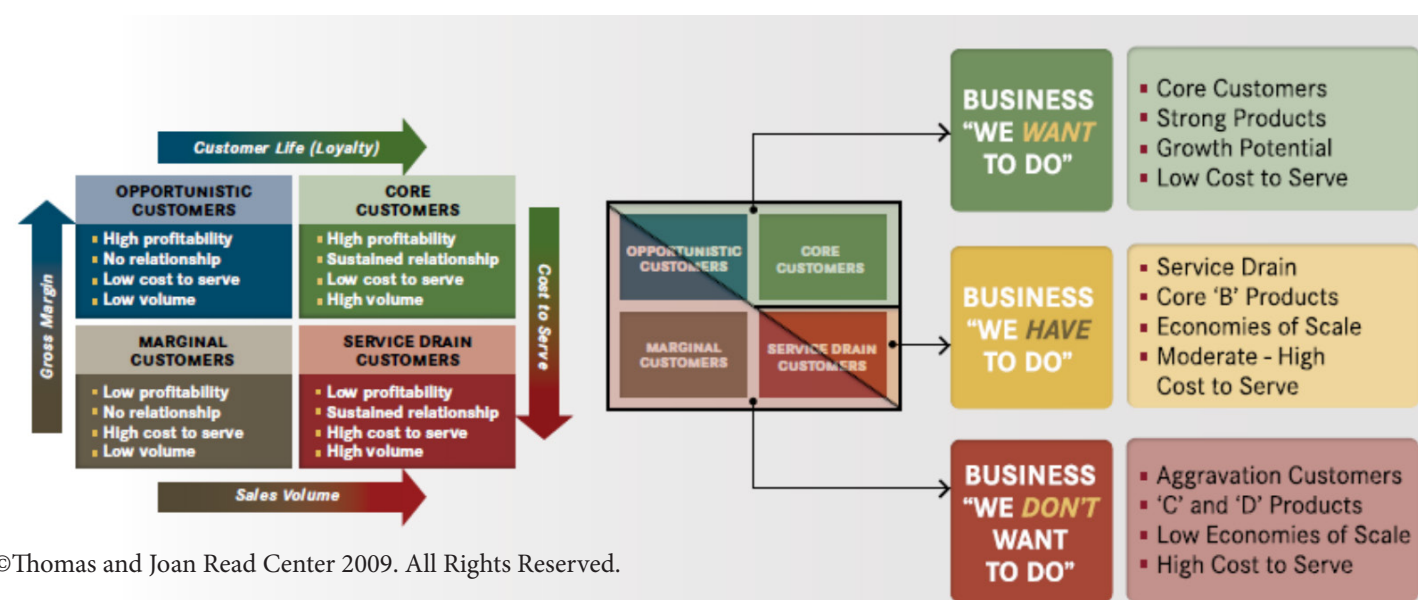 Customer Life (Loyalty)
Gross Margin
OPPORTUNISTIC
CUSTOMERS
High profitability
No relationship
Low cost to serve
Low volume
CORE
CUSTOMERS
High profitability
Sustained relationship
Low cost to serve
High volume
MARGINAL
CUSTOMERS
Low profitability
No relationship
High cost to serve
Low volume
SERVICE DRAIN
CUSTOMERS
Low profitability
Sustained relationship
High cost to serve
High volume
Cost to Serve
Sales Volume
©Thomas and Joan Read Center 2009. All Rights Reserved.
OPPORTUNISTIC
CUSTOMERS
CORE
CUSTOMERS
MARGINAL
CUSTOMERS
SERVICE DRAIN
CUSTOMERS
BUSINESS
“WE WANT
TO DO”
Core Customers
Strong Products
Growth Potential
Low Cost to Serve
BUSINESS
“WE HAVE
TO DO”
Service Drain
Core ‘B’ Products
Economies of Scale
Moderate - High
Cost to Serve
BUSINESS
“WE DON’T
WANT
TO DO”
Aggravation Customers
‘C’ and ‘D’ Products
Low Economies of Scale
High Cost to Serve